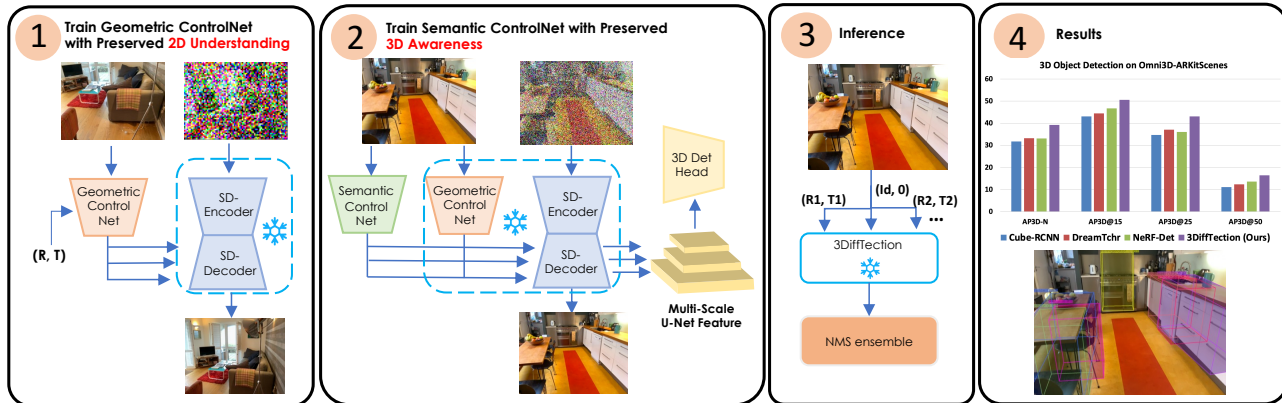 1
Train Geometric ControlNet
with Preserved 2D Understanding
Geometric
Control
Net
(R, T)
SD-
Encoder
SD-
Decoder
2
Train Semantic ControlNet with Preserved
3D Awareness
Semantic
Control
Net
Geometric
Control
Net
SD-
Encoder
SD-
Decoder
3D Det
Head
Multi-Scale
U-Net Feature
3
Inference
(R1, T1)
(Id, 0)
(R2, T2)
...
3DiffTection
NMS ensemble
4
Results
3D Object Detection on Omni3D-ARKitScenes
60
50
40
30
20
10
0
AP3D-N AP3D@15 AP3D@25 AP3D@50
Cube-RCNN DreamTchr NeRF-Det 3DiffTection (Ours)